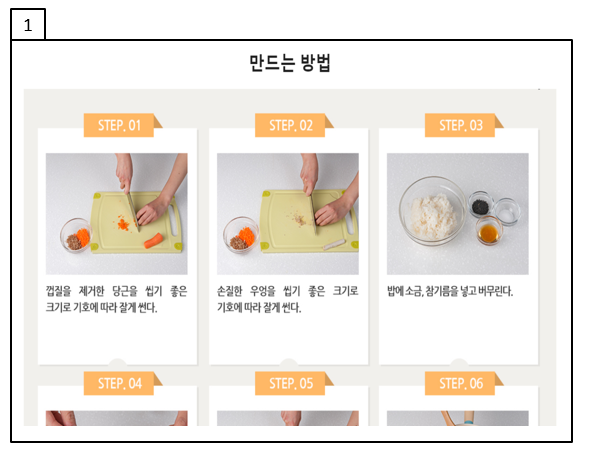 1
만드는 방법
STEP. 01
STEP. 02
STEP. 03
껍질을 제거한 당근을 씹기 좋은
크기로 기호에 따라 잘게 썬다.
손질한 우엉을 씹기 좋은 크기로
기호에 따라 잘게 썬다.
밥에 소금, 참기름을 넣고 버무린다.
STEP. 04
STEP. 05
STEP. 06